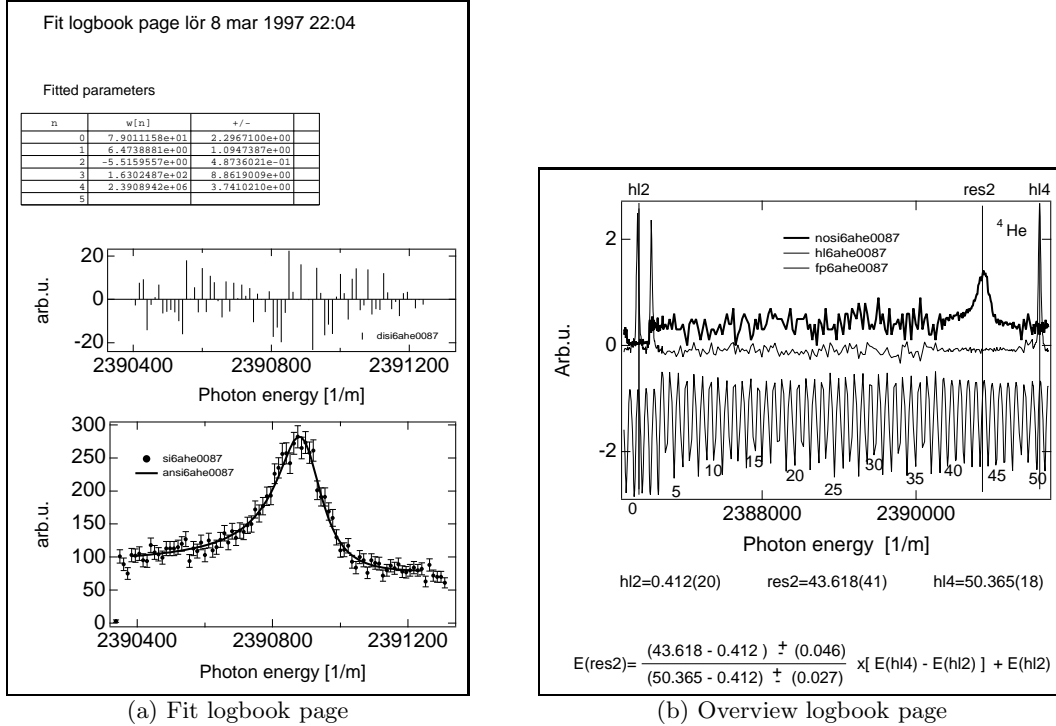 Fit logbook page lör 8 mar 1997 22:04
Fitted parameters
n w[n] +/-
0 7.9011158e+01 2.2967100e+00
1 6.4738881e+00 1.0947387e+00
2 -5.5159557e+00 4.8736021e-01
3 1.6302487e+02 8.8619009e+00
4 2.3908942e+06 3.7410210e+00
5
20
0
-20
arb.u.
disi6ahe0087
2390400 2390800 2391200
Photon energy [1/m]
300
250
200
150
100
50
0
arb.u.
si6ahe0087
ansi6ahe0087
2390400 2390800 2391200
Photon energy [1/m]
(a) Fit logbook page
hl2 res2 hl4
4 He
nosi6ahe0087
hl6ahe0087
fp6ahe0087
2
0
-2
Arb.u.
0 5 10 15 20 25 30 35 40 45 50
2388000 2390000
Photon energy [1/m]
hl2=0.412(20) res2=43.618(41) hl4=50.365(18)
E(res2)= (43.618 - 0.412 ) ± (0.046)
(50.365 - 0.412) ± (0.027) x[ E(hl4) - E(hl2) ] + E(hl2)
(b) Overview logbook page